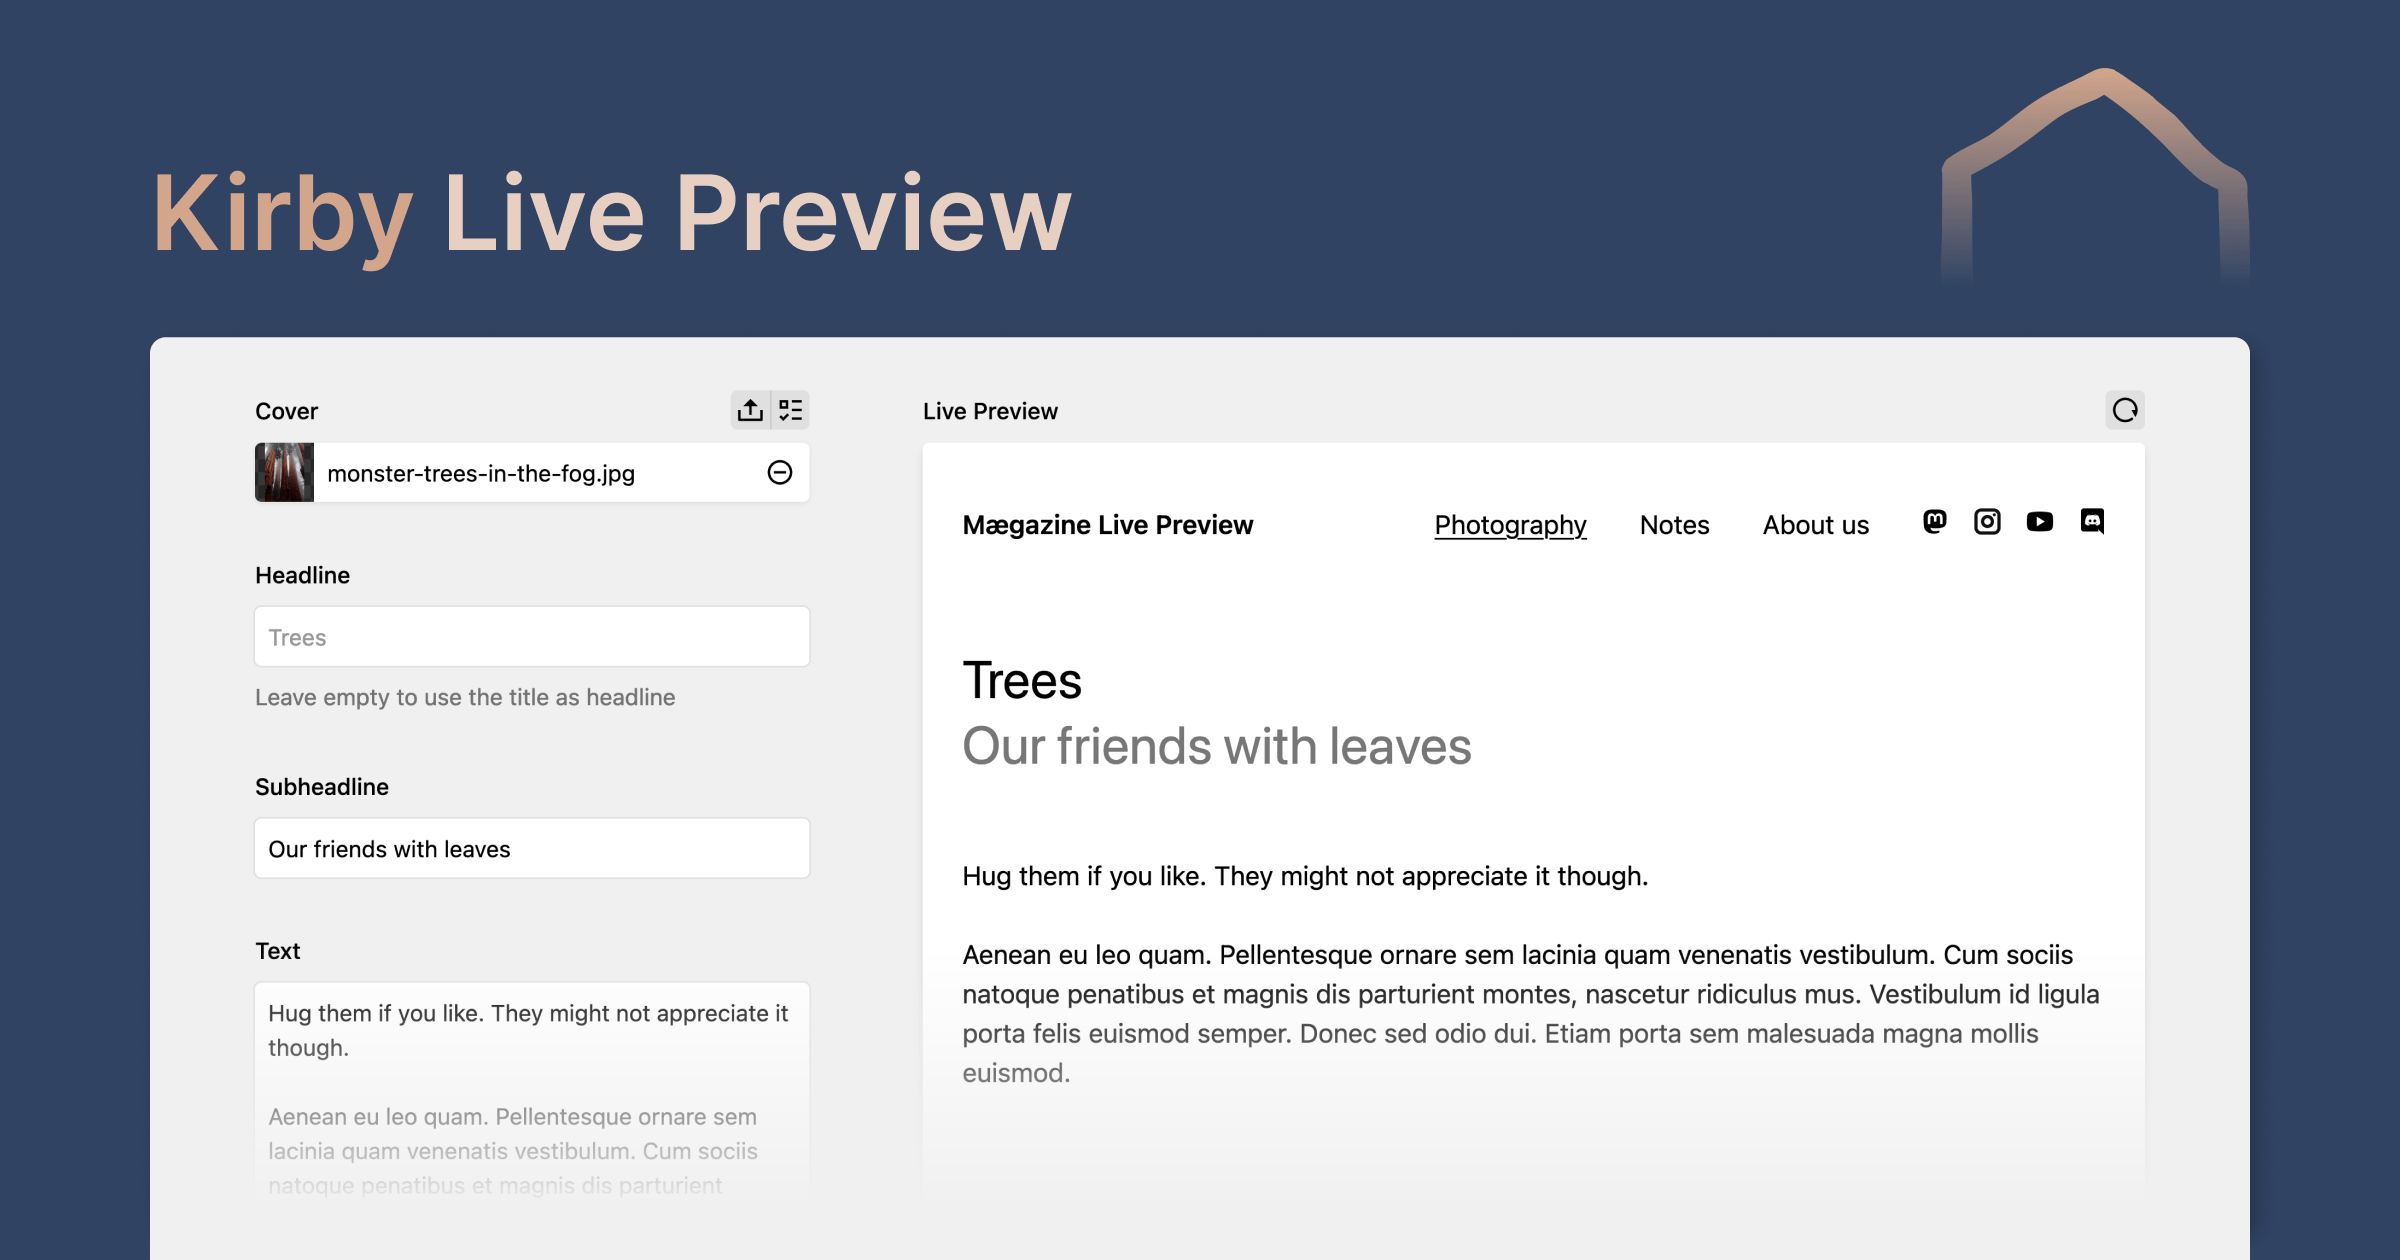 Kirby Live Preview
Cover
monster-trees-in-the-fog.jpg
Headline
Trees
Leave empty to use the title as headline
Subheadline
Our friends with leaves
Text
Hug them if you like. They might not appreciate it
though.
Aenean eu leo quam. Pellentesque ornare sem
lacinia quam venenatis vestibulum. Cum sociis
natoque penatibus et magnis dis parturient
Live Preview
Mægazine Live Preview
Photography
Notes
About us
Trees
Our friends with leaves
Hug them if you like. They might not appreciate it though.
Aenean eu leo quam. Pellentesque ornare sem lacinia quam venenatis vestibulum. Cum sociis
natoque penatibus et magnis dis parturient montes, nascetur ridiculus mus. Vestibulum id ligula
porta felis euismod semper. Donec sed odio dui. Etiam porta sem malesuada magna mollis
euismod.